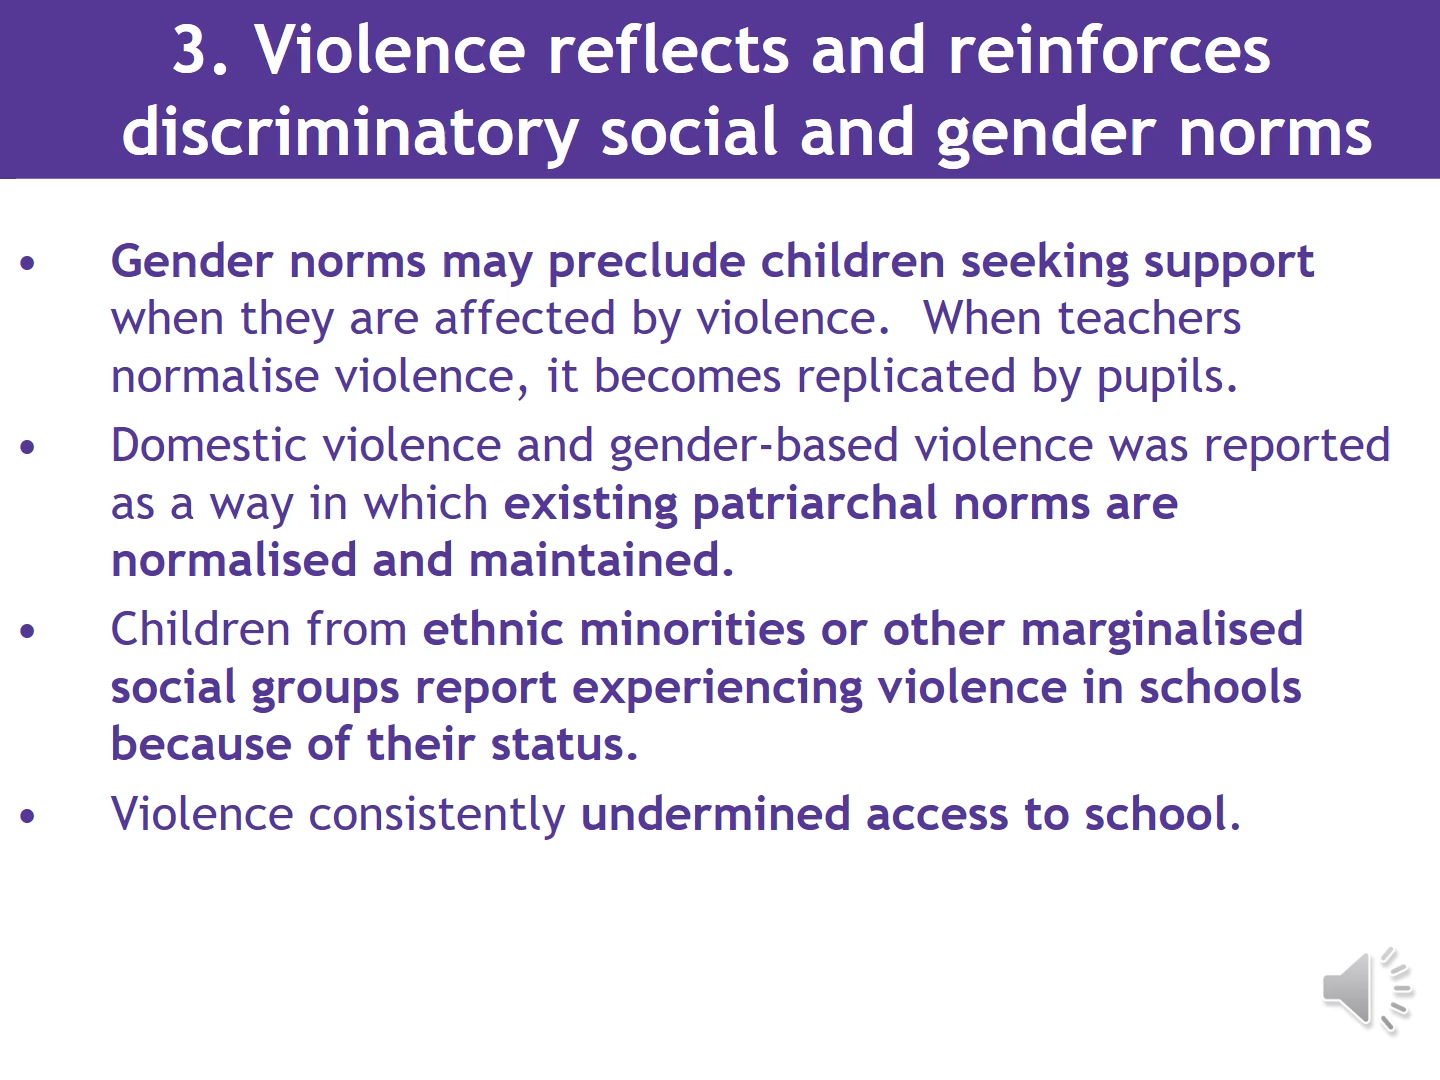 3. Violence reflects and reinforces
discriminatory social and gender norms
• Gender norms may preclude children seeking support
when they are affected by violence.  When teachers
normalise violence, it becomes replicated by pupils.
• Domestic violence and gender-based violence was reported
as a way in which existing patriarchal norms are
normalised and maintained.
• Children from ethnic minorities or other marginalised
social groups report experiencing violence in schools
because of their status.
• Violence consistently undermined access to school.